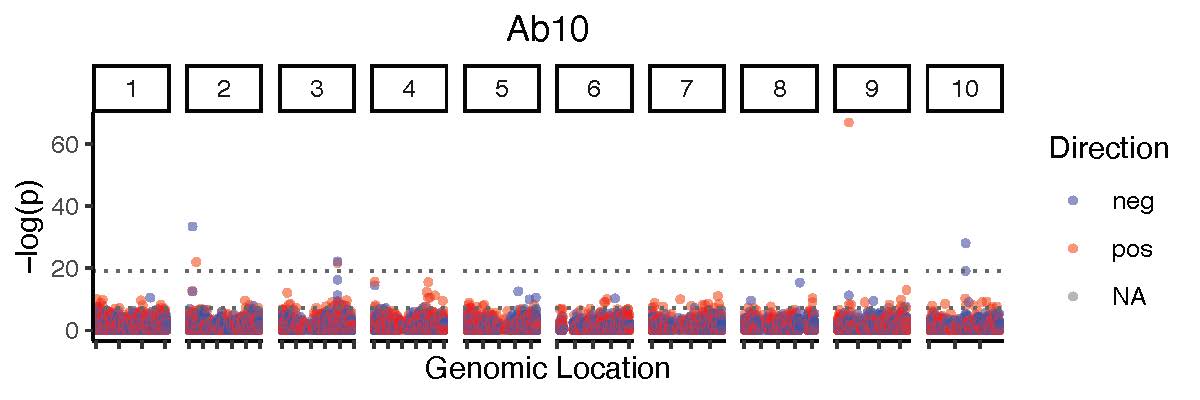 Ab10
1 2 3 4 5 6 7 8 9 10
60
40
20
0
−log(p)
Genomic Location
Direction
neg
pos
NA